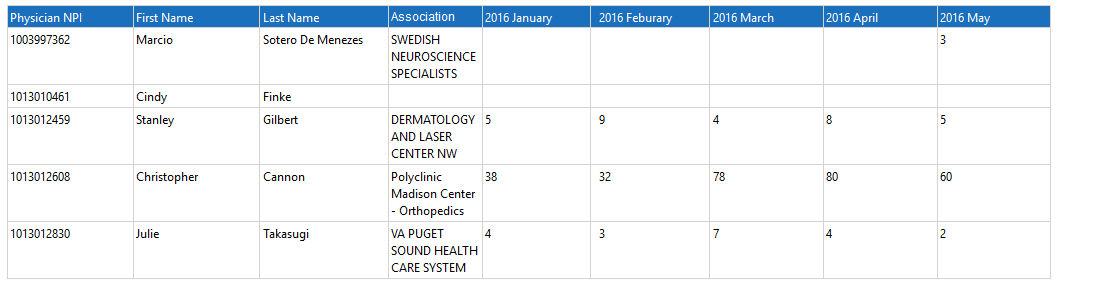 Physician NPI First Name Last Name Association 2016 January 2016 Feburary 2016 March 2016 April 2016 May
1003997362 Marcio Sotero De Menezes SWEDISH 3
NEUROSCIENCE
SPECIALISTS
1013010461 Cindy Finke
1013012459 Stanley Gilbert DERMATOLOGY 5 9 4 8 5
AND LASER
CENTER NW
1013012608 Christopher Cannon Polyclinic 38 32 78 80 60
Madison Center
- Orthopedics
1013012830 Julie Takasugi VA PUGET 4 3 7 4 2
SOUND HEALTH
CARE SYSTEM